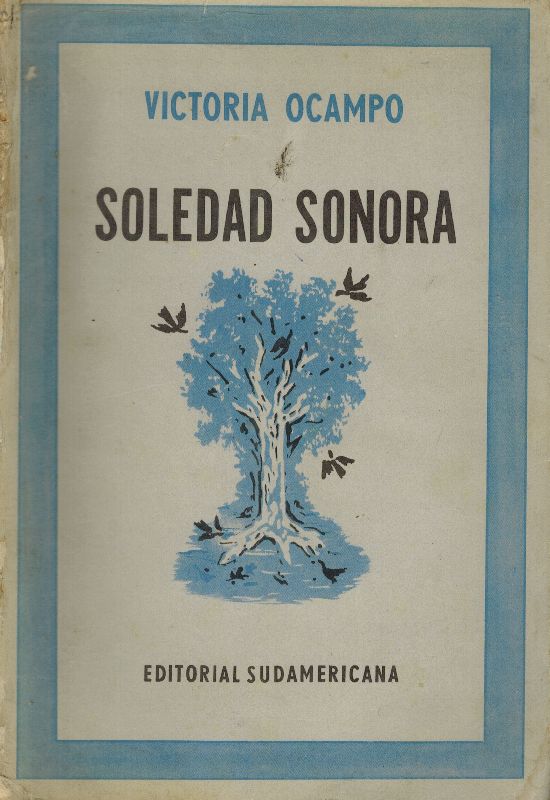 VICTORIA OCAMPO
SOLEDAD SONORA
EDITORIAL SUDAMERICANA